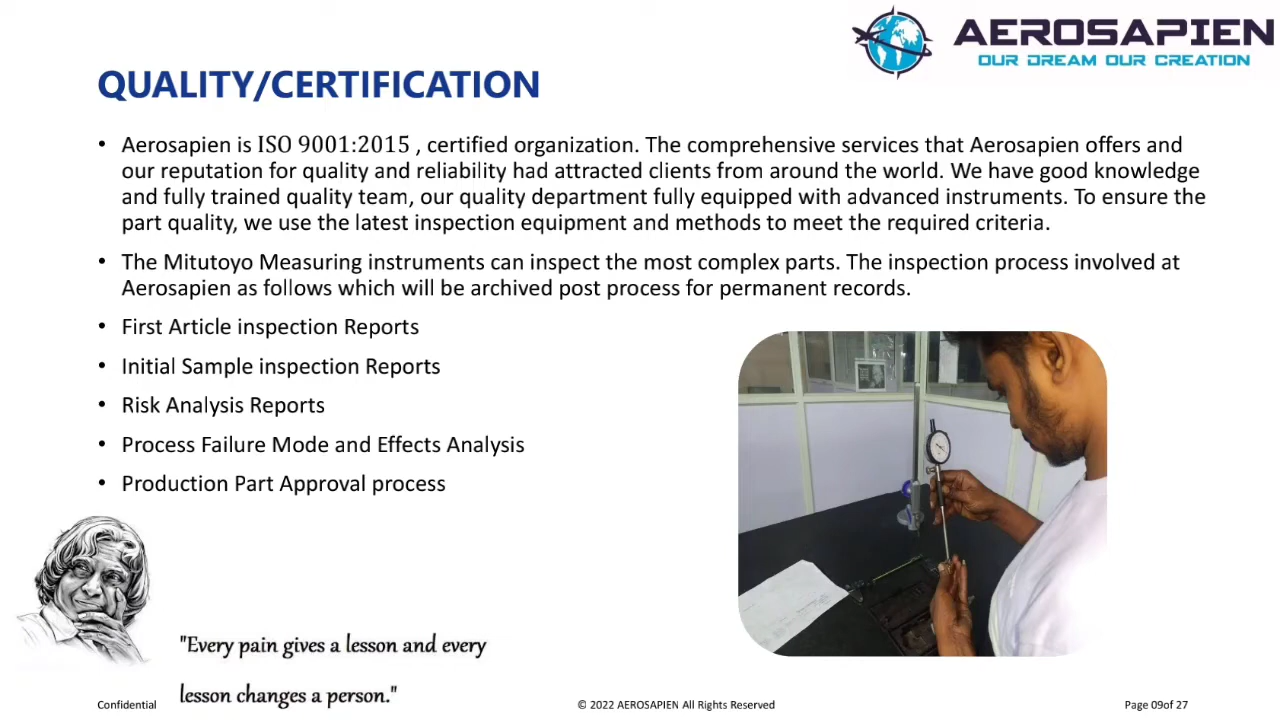 AEROSAPIEN
OUR DREAM OUR CREATION
QUALITY/CERTIFICATION
• Aerosapien is ISO 9001:2015 , certified organization. The comprehensive services that Aerosapien offers and
our reputation for quality and reliability had attracted clients from around the world. We have good knowledge
and fully trained quality team, our quality department fully equipped with advanced instruments. To ensure the
part quality, we use the latest inspection equipment and methods to meet the required criteria.
• The Mitutoyo Measuring instruments can inspect the most complex parts. The inspection process involved at
Aerosapien as follows which will be archived post process for permanent records.
• First Article inspection Reports
• Initial Sample inspection Reports
• Risk Analysis Reports
• Process Failure Mode and Effects Analysis
• Production Part Approval process
"Every pain gives a lesson and every
lesson changes a person."
Confidential
© 2022 AEROSAPIEN All Rights Reserved
Page 09of 27